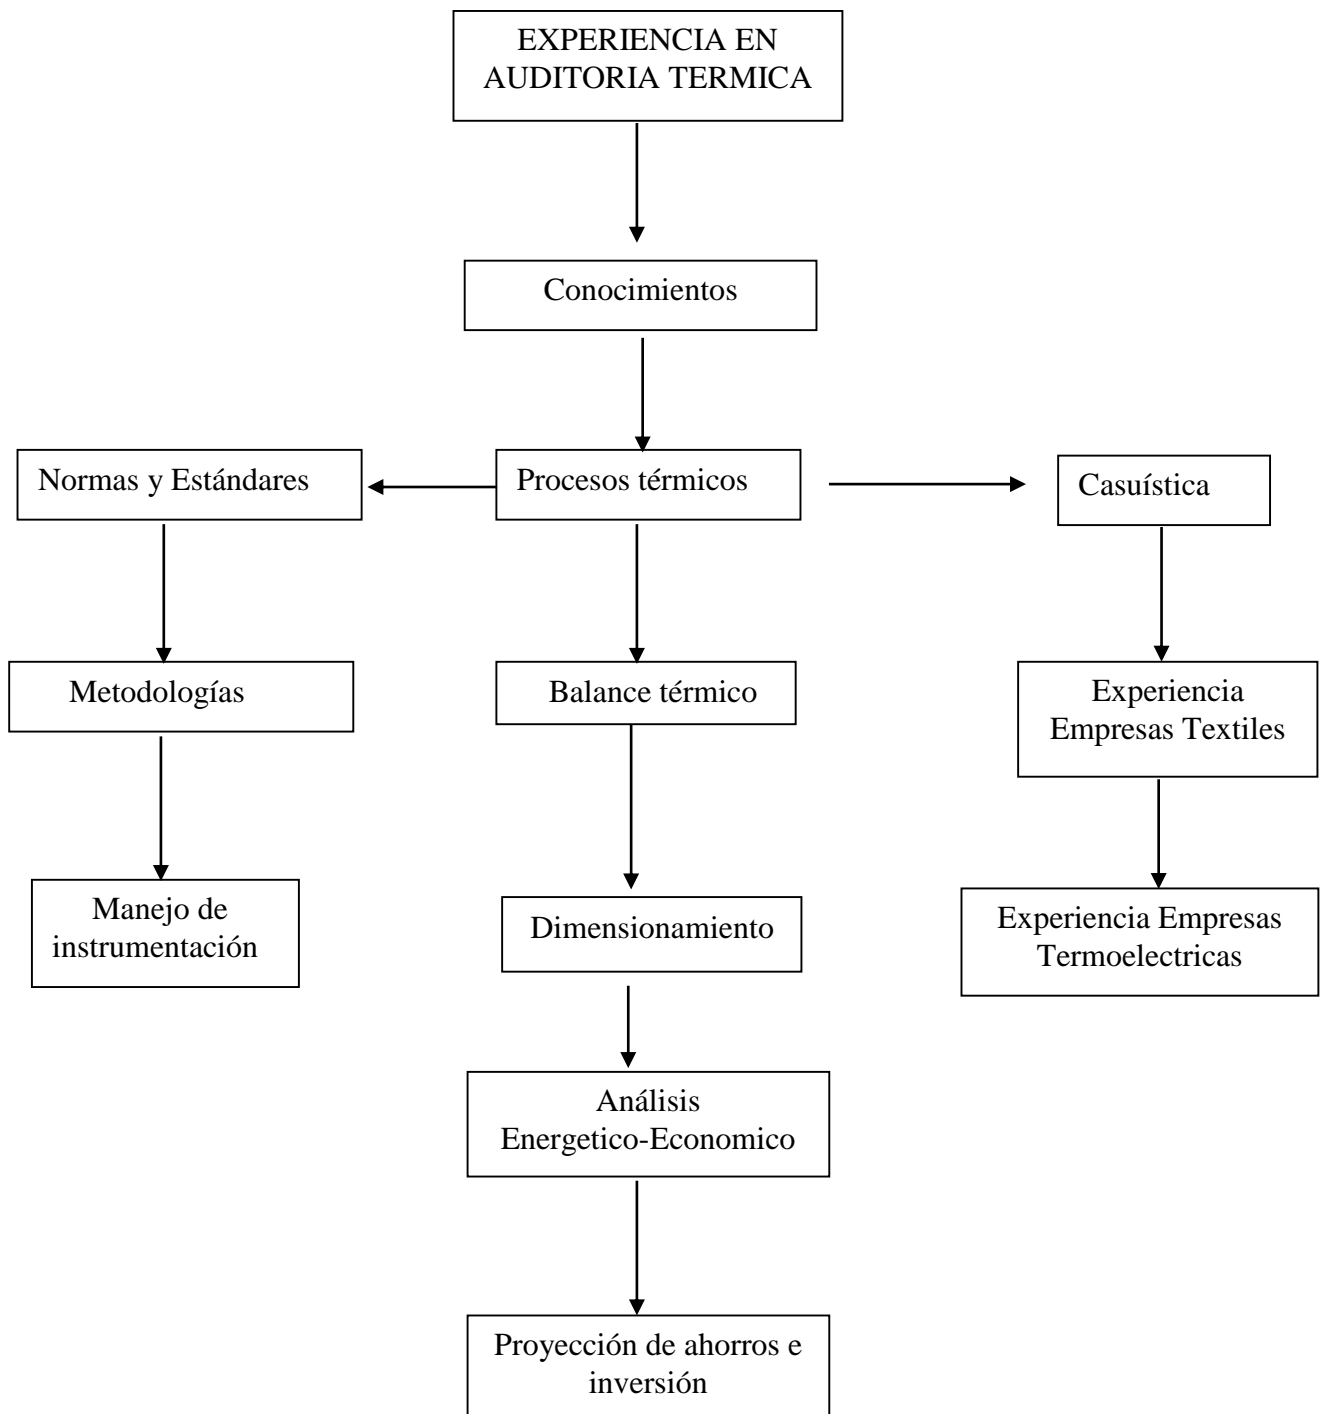 EXPERIENCIA EN
AUDITORIA TERMICA
Conocimientos
Normas y Estándares
Procesos térmicos
Casuística
Metodologías
Balance térmico
Experiencia
Empresas Textiles
Manejo de
instrumentación
Dimensionamiento
Experiencia Empresas
Termoelectricas
Análisis
Energetico-Economico
Proyección de ahorros e
inversión